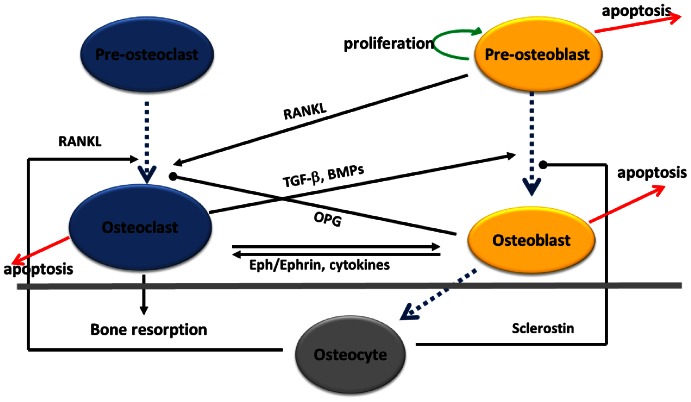 apoptosis
proliferation
Pre-osteoclast
Pre-osteoblast
RANKL
RANKL
TGF-β, BMPs
apoptosis
OPG
Osteoclast
Osteoblast
apoptosis
Eph/Ephrin, cytokines
Bone resorption
Sclerostin
Osteocyte